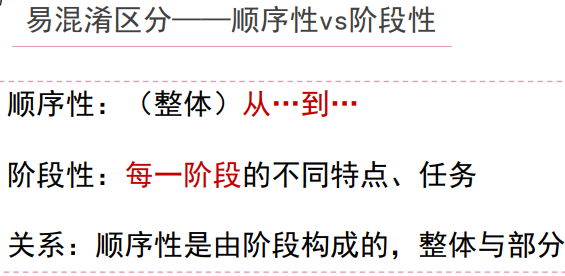 易混淆区分——顺序性vs阶段性
顺序性：（整体）从…到…
阶段性：每一阶段的不同特点、任务
关系：顺序性是由阶段构成的，整体与部分